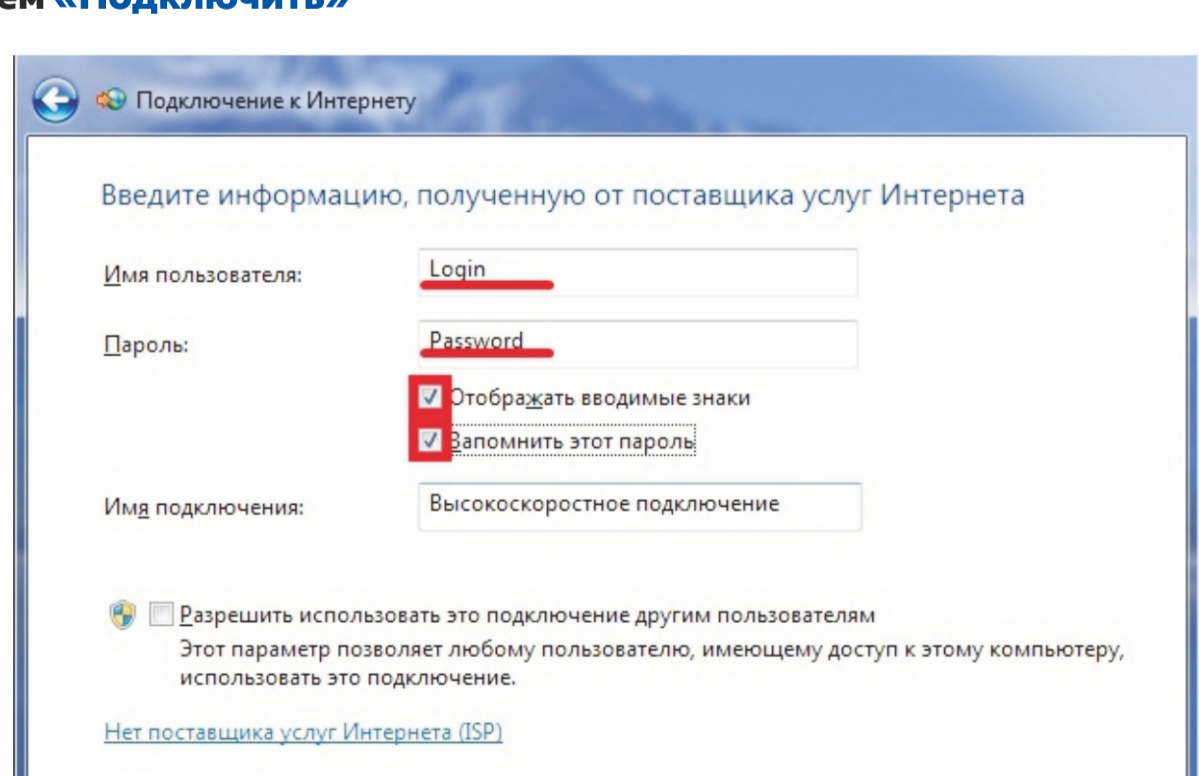 ем «Подключить»
Подключение к Интернету
Введите информацию, полученную от поставщика услуг Интернета
Имя пользователя:
Login
Пароль:
Password
Отображать вводимые знаки
Запомнить этот пароль
Имя подключения:
Высокоскоростное подключение
Разрешить использовать это подключение другим пользователям
Этот параметр позволяет любому пользователю, имеющему доступ к этому компьютеру,
использовать это подключение.
Нет поставщика услуг Интернета (ISP)